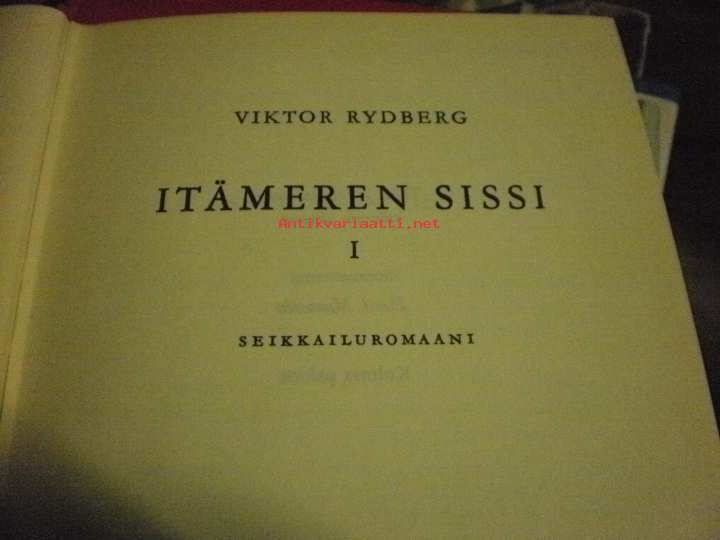 VIKTOR RYDBERG
ITÄMEREN SISSI
Antikvariaatti.net
I
SEIKKAILUROMAANI